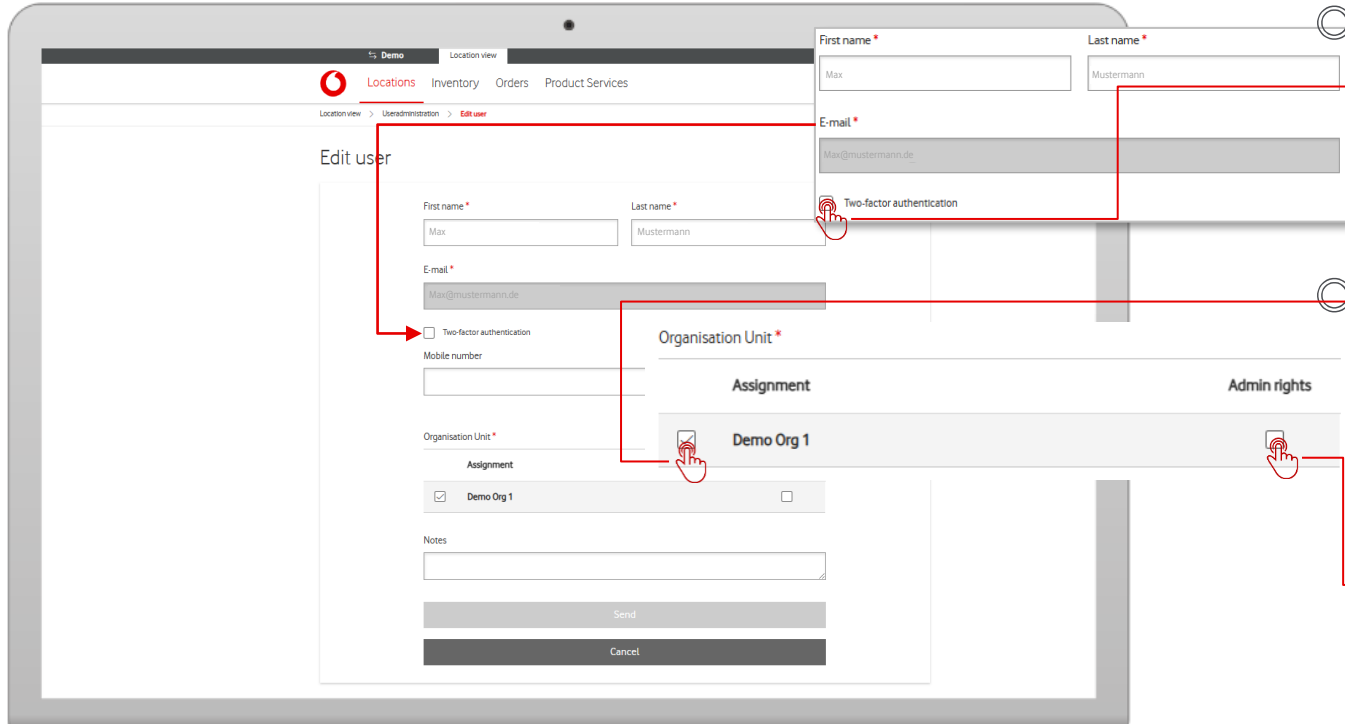 Demo
Location view
Locations Inventory Orders Product Services
Location view > Useradministration > Edit user
Edit user
First name *
Last name *
Max
Mustermann
E-mail *
Max@mustermann.de
Two-factor authentication
Mobile number
Organisation Unit *
Assignment
Demo Org 1
Notes
Send
Cancel
First name *
Last name *
Max
Mustermann
E-mail *
Max@mustermann.de
Two-factor authentication
Organisation Unit *
Assignment
Admin rights
Demo Org 1